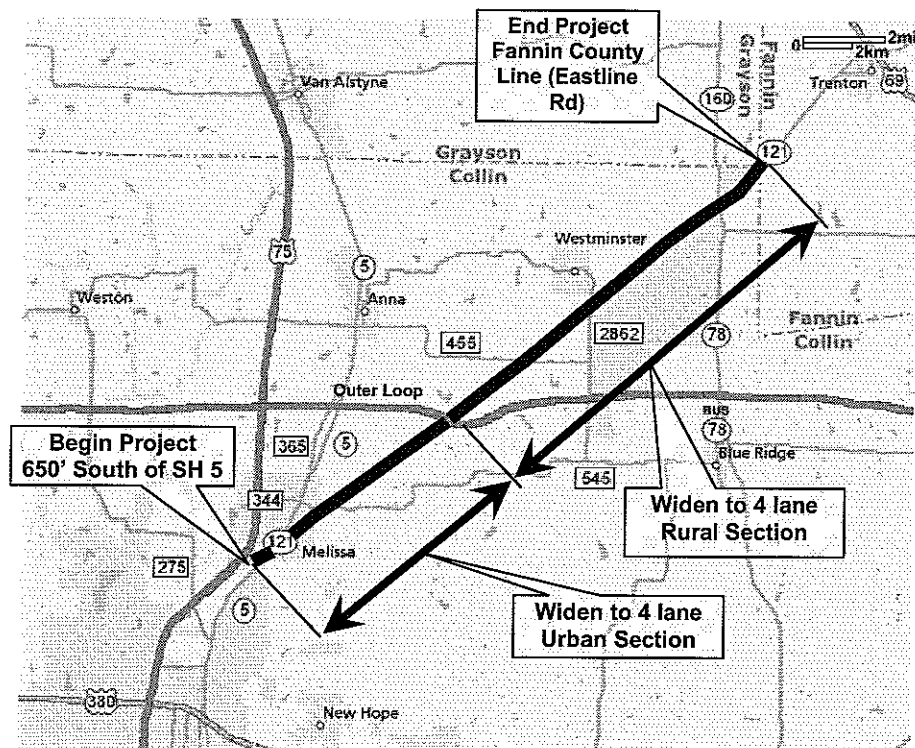 End Project
Fannin County
Line (Eastline
Rd)
0
2mi
2km
Grayson
Fannin
Trenton
69
160
Van Alstyne
121
Grayson
Collin
Westminster
75
5
Weston
Anna
455
2862
Fannin
Collin
78
Outer Loop
Begin Project
650' South of SH 5
365
5
BUS
78
Blue Ridge
545
344
Widen to 4 lane
Rural Section
121
Melissa
275
5
Widen to 4 lane
Urban Section
380
New Hope